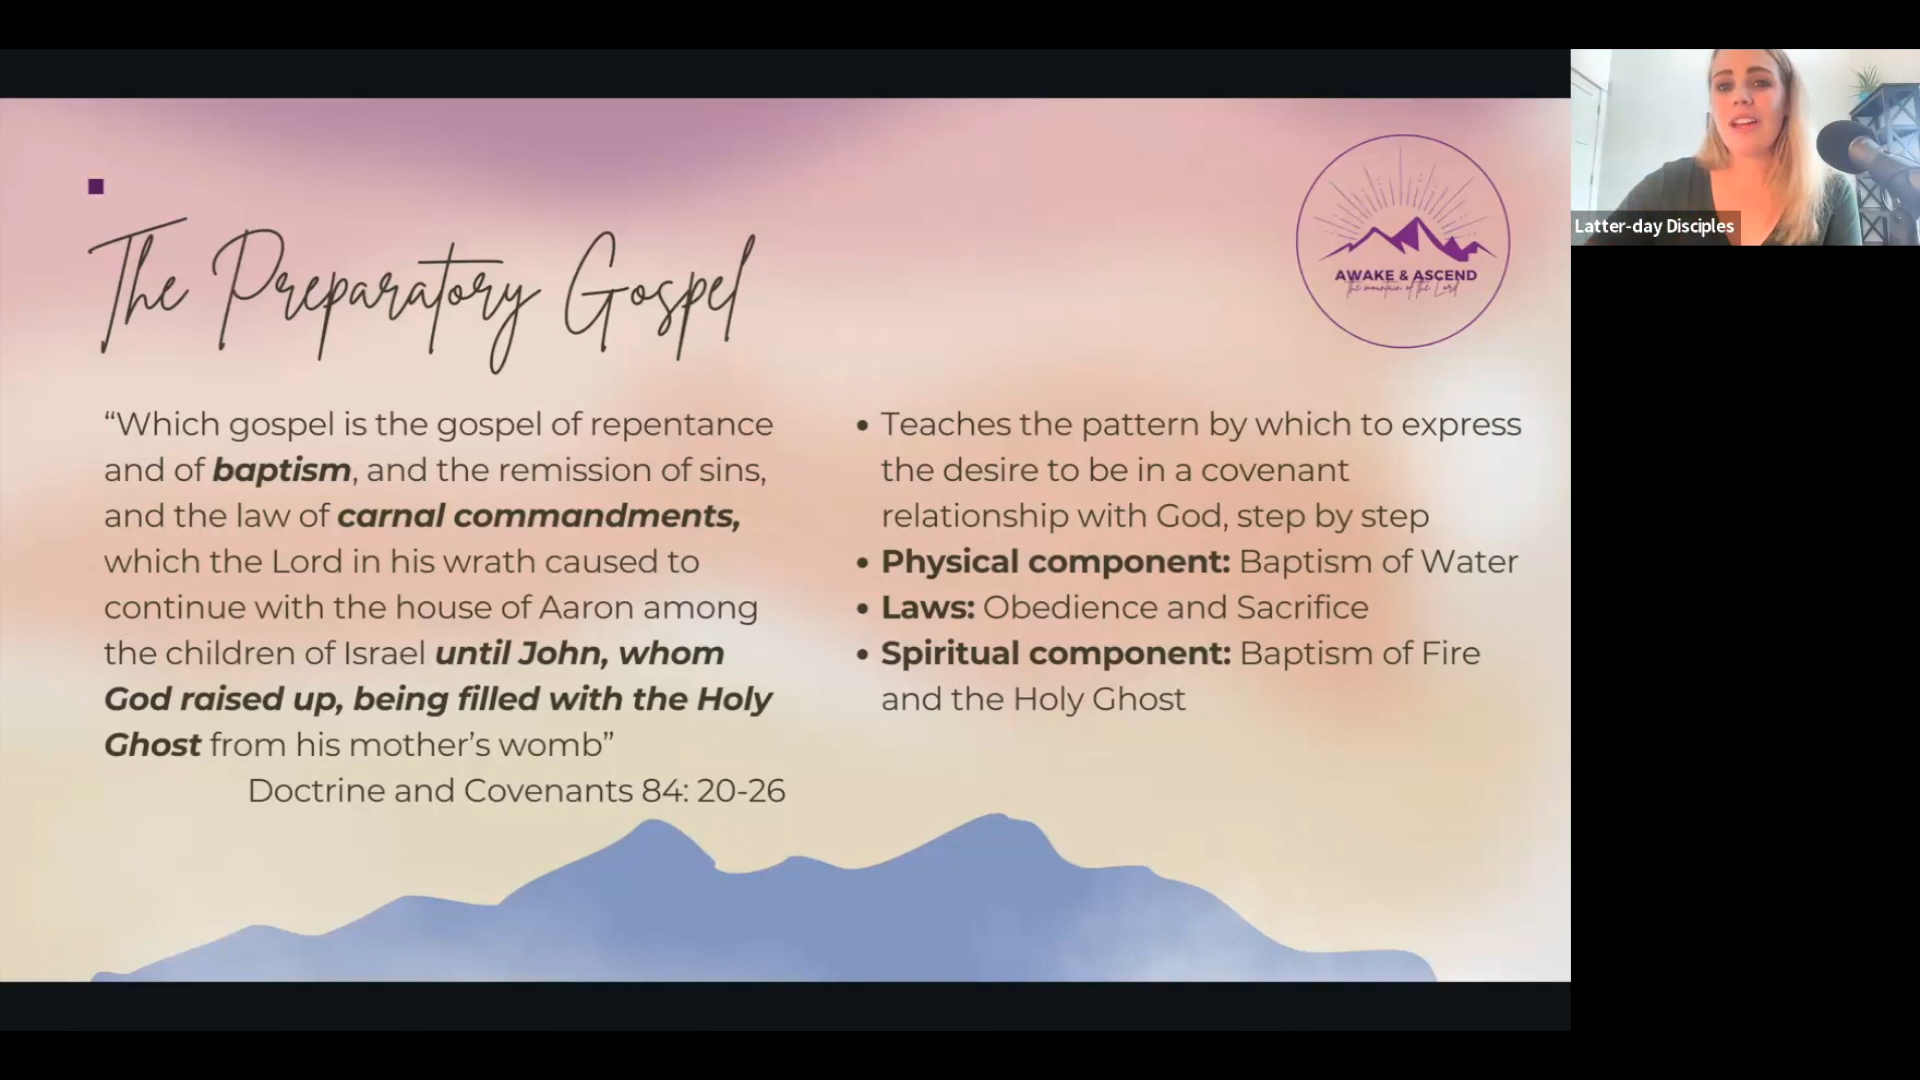 The Preparatory Gospel
“Which gospel is the gospel of repentance
and of baptism, and the remission of sins,
and the law of carnal commandments,
which the Lord in his wrath caused to
continue with the house of Aaron among
the children of Israel until John, whom
God raised up, being filled with the Holy
Ghost from his mother’s womb”
Doctrine and Covenants 84: 20-26
• Teaches the pattern by which to express
the desire to be in a covenant
relationship with God, step by step
• Physical component: Baptism of Water
• Laws: Obedience and Sacrifice
• Spiritual component: Baptism of Fire
and the Holy Ghost
AWAKE & ASCEND
The mountain of the Lord
Latter-day Disciples